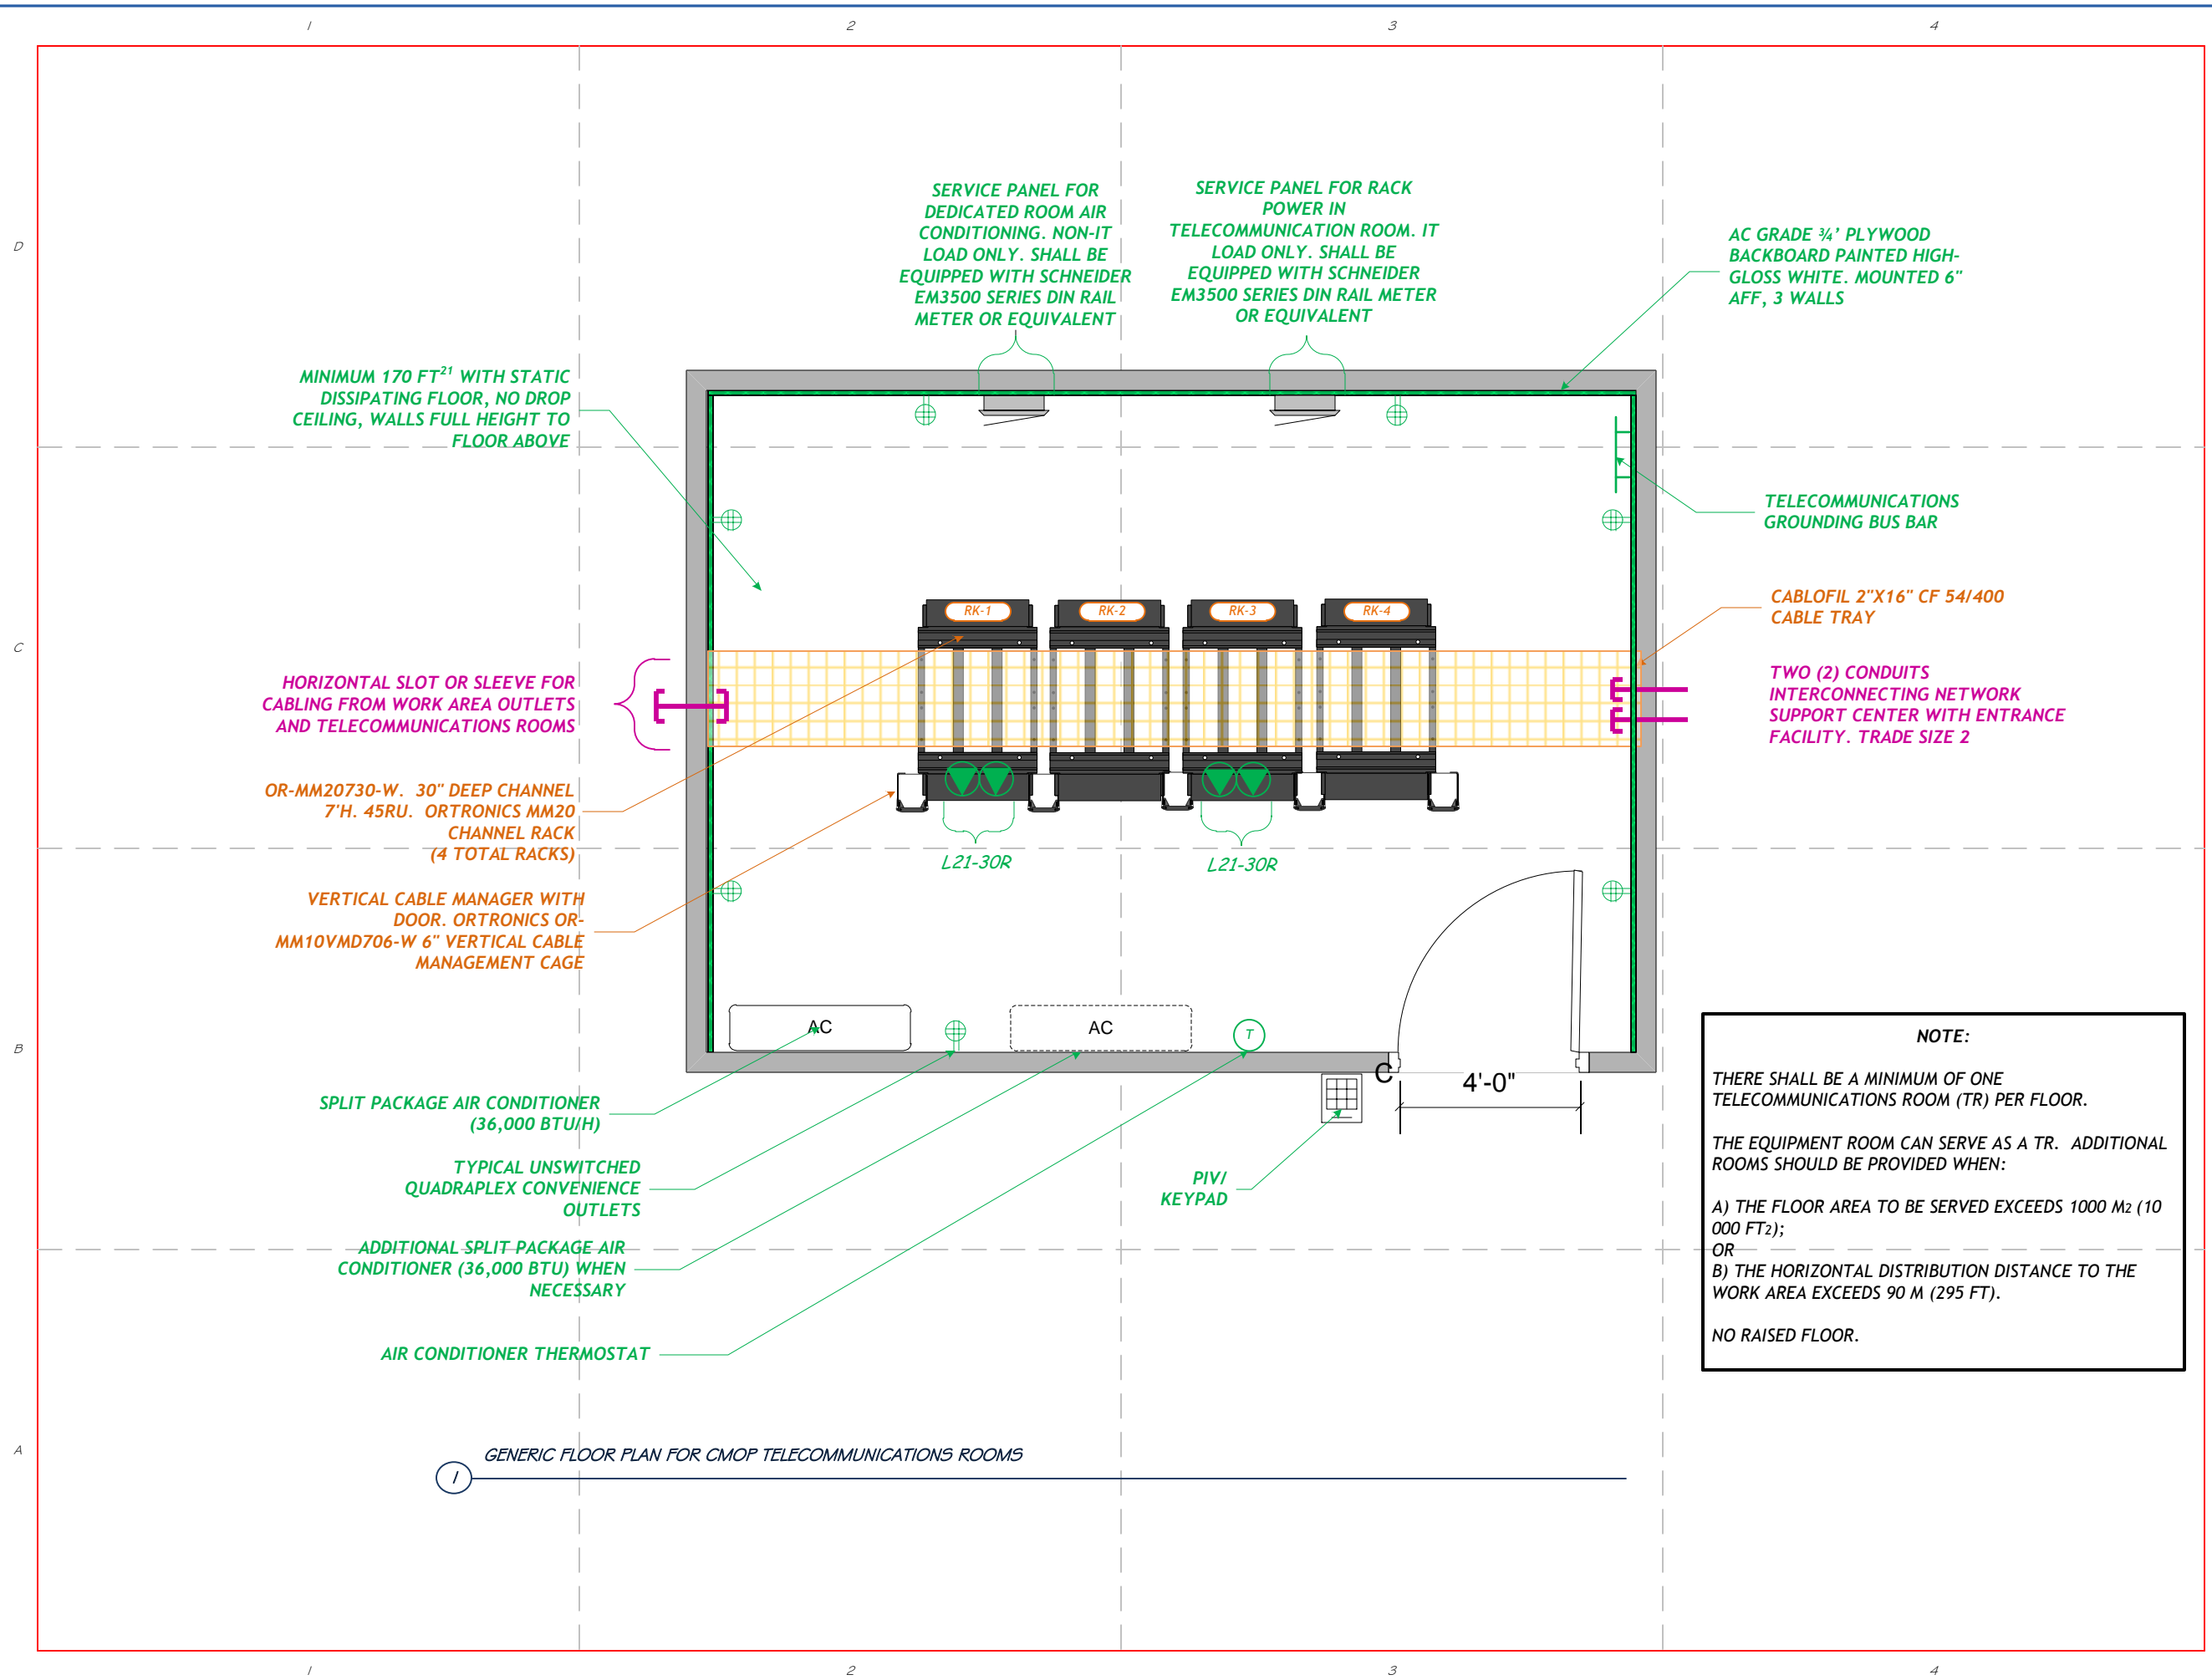 1 2 3 4
D
C
B
A
SERVICE PANEL FOR
DEDICATED ROOM AIR
CONDITIONING. NON-IT
LOAD ONLY. SHALL BE
EQUIPPED WITH SCHNEIDER
EM3500 SERIES DIN RAIL
METER OR EQUIVALENT
SERVICE PANEL FOR RACK
POWER IN
TELECOMMUNICATION ROOM. IT
LOAD ONLY. SHALL BE
EQUIPPED WITH SCHNEIDER
EM3500 SERIES DIN RAIL METER
OR EQUIVALENT
AC GRADE ¾' PLYWOOD
BACKBOARD PAINTED HIGH-
GLOSS WHITE. MOUNTED 6"
AFF, 3 WALLS
MINIMUM 170 FT²¹ WITH STATIC
DISSIPATING FLOOR, NO DROP
CEILING, WALLS FULL HEIGHT TO
FLOOR ABOVE
TELECOMMUNICATIONS
GROUNDING BUS BAR
CABLOFIL 2"X16" CF 54/400
CABLE TRAY
RK-1
RK-2
RK-3
RK-4
HORIZONTAL SLOT OR SLEEVE FOR
CABLING FROM WORK AREA OUTLETS
AND TELECOMMUNICATIONS ROOMS
TWO (2) CONDUITS
INTERCONNECTING NETWORK
SUPPORT CENTER WITH ENTRANCE
FACILITY. TRADE SIZE 2
OR-MM20730-W. 30" DEEP CHANNEL
7'H. 45RU. ORTRONICS MM20
CHANNEL RACK
(4 TOTAL RACKS)
L21-30R
L21-30R
VERTICAL CABLE MANAGER WITH
DOOR. ORTRONICS OR-
MM10VMD706-W 6" VERTICAL CABLE
MANAGEMENT CAGE
AC
AC
T
C
4'-0"
SPLIT PACKAGE AIR CONDITIONER
(36,000 BTU/H)
TYPICAL UNSWITCHED
QUADRAPLEX CONVENIENCE
OUTLETS
PIV/
KEYPAD
ADDITIONAL SPLIT PACKAGE AIR
CONDITIONER (36,000 BTU) WHEN
NECESSARY
AIR CONDITIONER THERMOSTAT
NOTE:
THERE SHALL BE A MINIMUM OF ONE
TELECOMMUNICATIONS ROOM (TR) PER FLOOR.
THE EQUIPMENT ROOM CAN SERVE AS A TR. ADDITIONAL
ROOMS SHOULD BE PROVIDED WHEN:
A) THE FLOOR AREA TO BE SERVED EXCEEDS 1000 M2 (10
000 FT2);
OR
B) THE HORIZONTAL DISTRIBUTION DISTANCE TO THE
WORK AREA EXCEEDS 90 M (295 FT).
NO RAISED FLOOR.
1
GENERIC FLOOR PLAN FOR CMOP TELECOMMUNICATIONS ROOMS
1 2 3 4